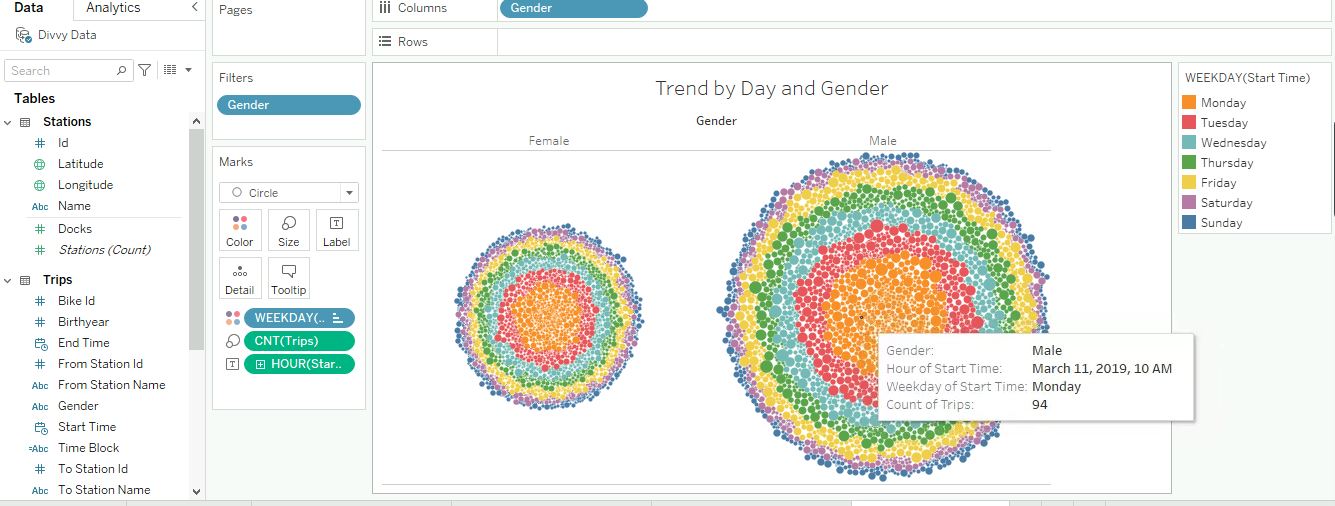 Data
Analytics
Divvy Data
Search
Tables
Stations
Id
Latitude
Longitude
Abc Name
Docks
Stations (Count)
Trips
Bike Id
Birthyear
End Time
From Station Id
Abc From Station Name
Abc Gender
Start Time
=Abc Time Block
To Station Id
Abc To Station Name
Pages
Filters
Gender
Marks
Circle
Color
Size
T
Label
Detail
Tooltip
WEEKDAY(..
CNT(Trips)
T HOUR(Star..
Columns
Gender
Rows
Trend by Day and Gender
Gender
Female
Male
Gender: Male
Hour of Start Time: March 11, 2019, 10 AM
Weekday of Start Time: Monday
Count of Trips: 94
WEEKDAY(Start Time)
Monday
Tuesday
Wednesday
Thursday
Friday
Saturday
Sunday